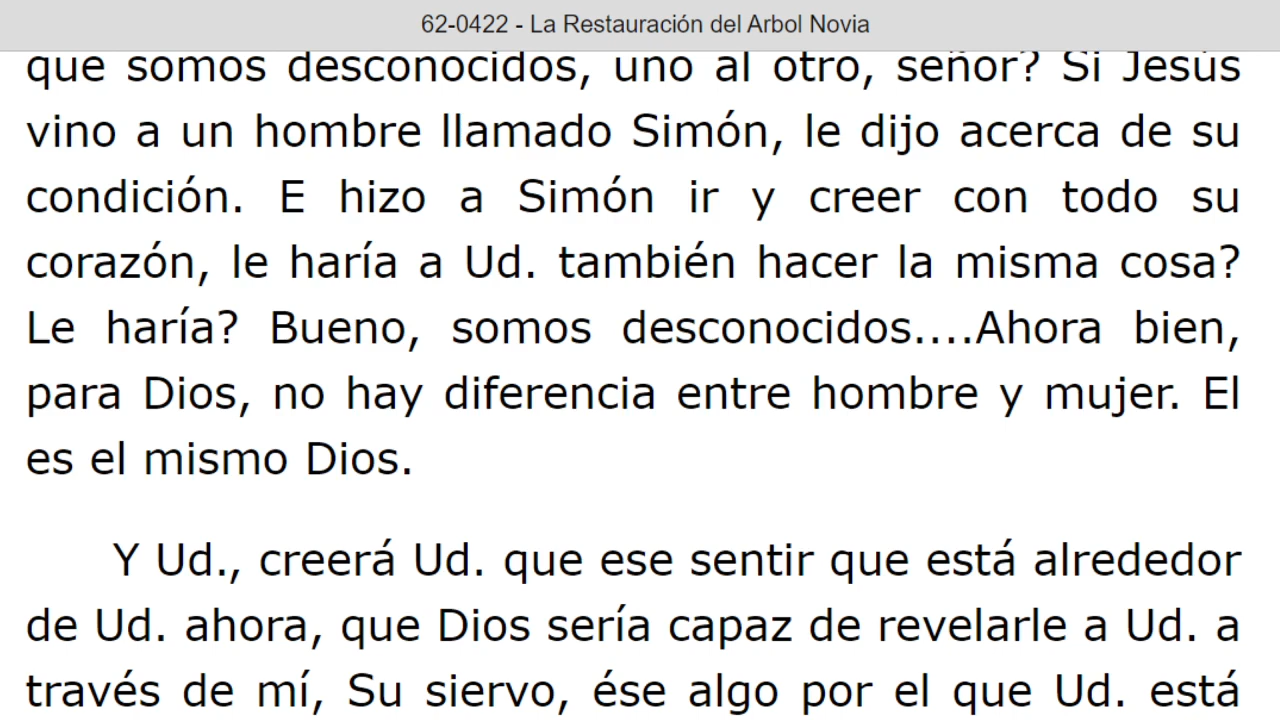 62-0422 - La Restauración del Arbol Novia
que somos desconocidos, uno al otro, señor? Si Jesús
vino a un hombre llamado Simón, le dijo acerca de su
condición. E hizo a Simón ir y creer con todo su
corazón, le haría a Ud. también hacer la misma cosa?
Le haría? Bueno, somos desconocidos....Ahora bien,
para Dios, no hay diferencia entre hombre y mujer. El
es el mismo Dios.
Y Ud., creerá Ud. que ese sentir que está alrededor
de Ud. ahora, que Dios sería capaz de revelarle a Ud. a
través de mí, Su siervo, ése algo por el que Ud. está